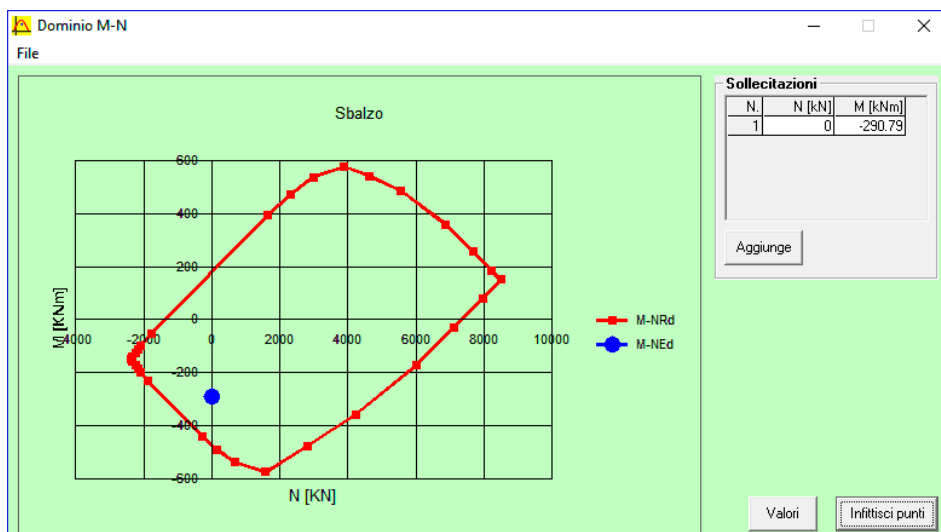 Dominio M-N
File
Sbalzo
600
400
200
0
-200
-400
-600
M [KNm]
4000
-2000
0
2000
4000
6000
8000
10000
N [KN]
M-NRd
M-NEd
Sollecitazioni
N. N [kN] M [kNm]
1 0 -290.79
Aggiunge
Valori
Infittisci punti